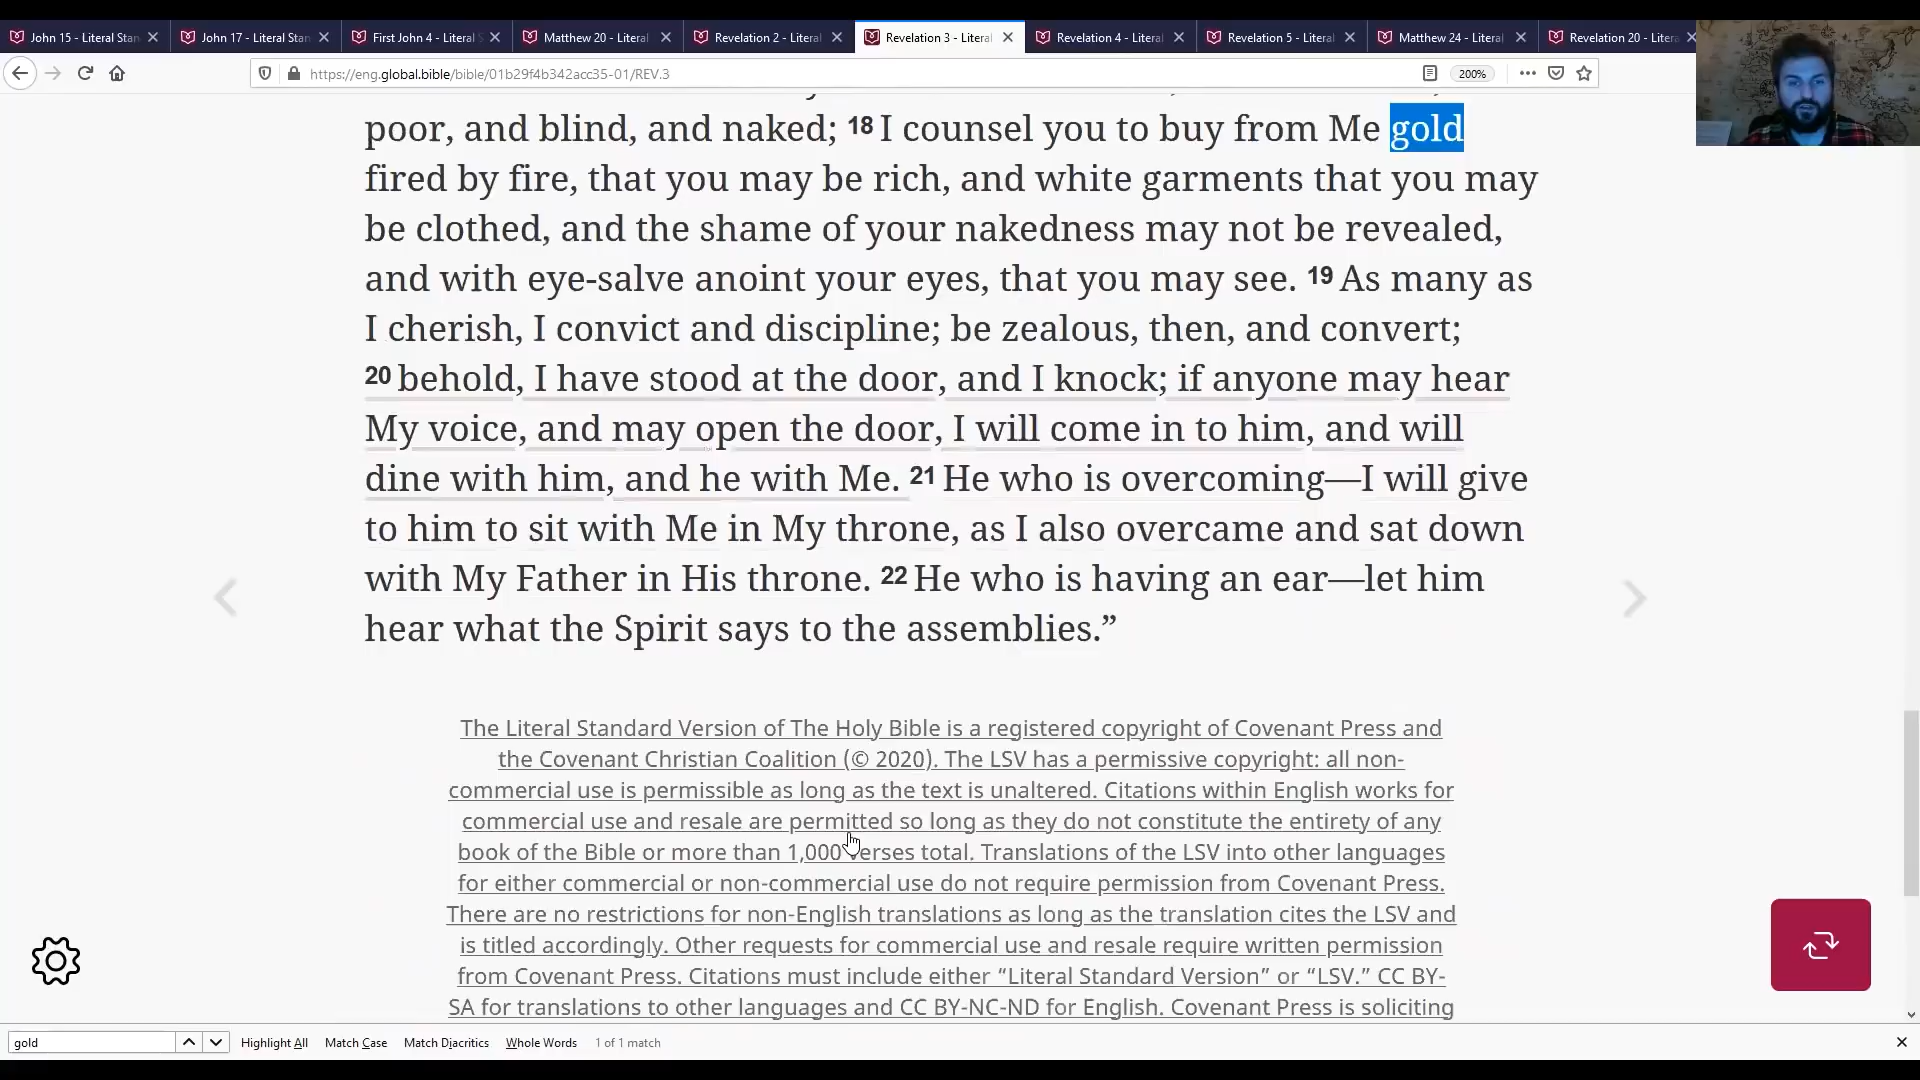 John 15 - Literal Stan
John 17 - Literal Stan
First John 4 - Literal S
Matthew 20 - Literal
Revelation 2 - Literal
Revelation 3 - Literal
Revelation 4 - Literal
Revelation 5 - Literal
Matthew 24 - Literal
Revelation 20 - Litera
https://eng.global.bible/bible/01b29f4b342acc35-01/REV.3
200%
poor, and blind, and naked; 18 I counsel you to buy from Me gold
fired by fire, that you may be rich, and white garments that you may
be clothed, and the shame of your nakedness may not be revealed,
and with eye-salve anoint your eyes, that you may see. 19 As many as
I cherish, I convict and discipline; be zealous, then, and convert;
20 behold, I have stood at the door, and I knock; if anyone may hear
My voice, and may open the door, I will come in to him, and will
dine with him, and he with Me. 21 He who is overcoming—I will give
to him to sit with Me in My throne, as I also overcame and sat down
with My Father in His throne. 22 He who is having an ear—let him
hear what the Spirit says to the assemblies.”
The Literal Standard Version of The Holy Bible is a registered copyright of Covenant Press and
the Covenant Christian Coalition (© 2020). The LSV has a permissive copyright: all non-
commercial use is permissible as long as the text is unaltered. Citations within English works for
commercial use and resale are permitted so long as they do not constitute the entirety of any
book of the Bible or more than 1,000 verses total. Translations of the LSV into other languages
for either commercial or non-commercial use do not require permission from Covenant Press.
There are no restrictions for non-English translations as long as the translation cites the LSV and
is titled accordingly. Other requests for commercial use and resale require written permission
from Covenant Press. Citations must include either “Literal Standard Version” or “LSV.” CC BY-
SA for translations to other languages and CC BY-NC-ND for English. Covenant Press is soliciting
gold
Highlight All
Match Case
Match Diacritics
Whole Words
1 of 1 match